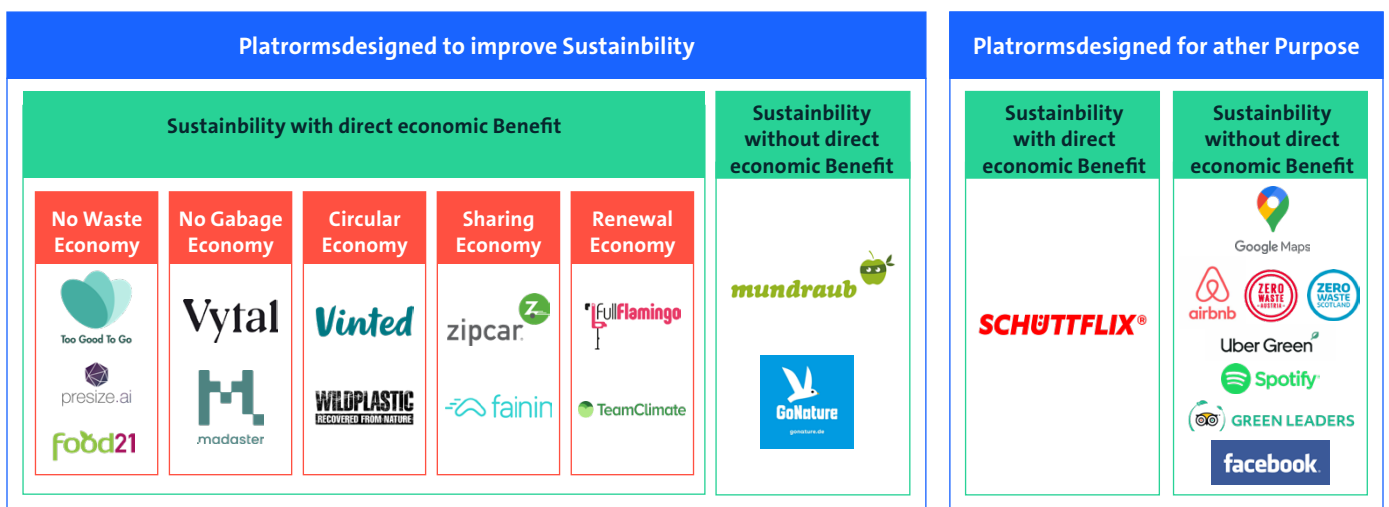 Platrormsdesigned to improve Sustainbility
Platrormsdesigned for ather Purpose
Sustainbility with direct economic Benefit
Sustainbility
without direct
economic Benefit
Sustainbility
with direct
economic Benefit
Sustainbility
without direct
economic Benefit
No Waste
Economy
No Gabage
Economy
Circular
Economy
Sharing
Economy
Renewal
Economy
Too Good To Go
presize.ai
food21
Vytal
madaster
Vinted
WILDPLASTIC
RECOVERED FROM NATURE
Z
zipcar.
fainin
FullFlamingo
TeamClimate
mundraub
GoNature
gonature.de
SCHÜTTFLIX®
Google Maps
airbnb
ZERO
WASTE
AUSTRIA
ZERO
WASTE
SCOTLAND
Uber Green
Spotify
GREEN LEADERS
facebook.